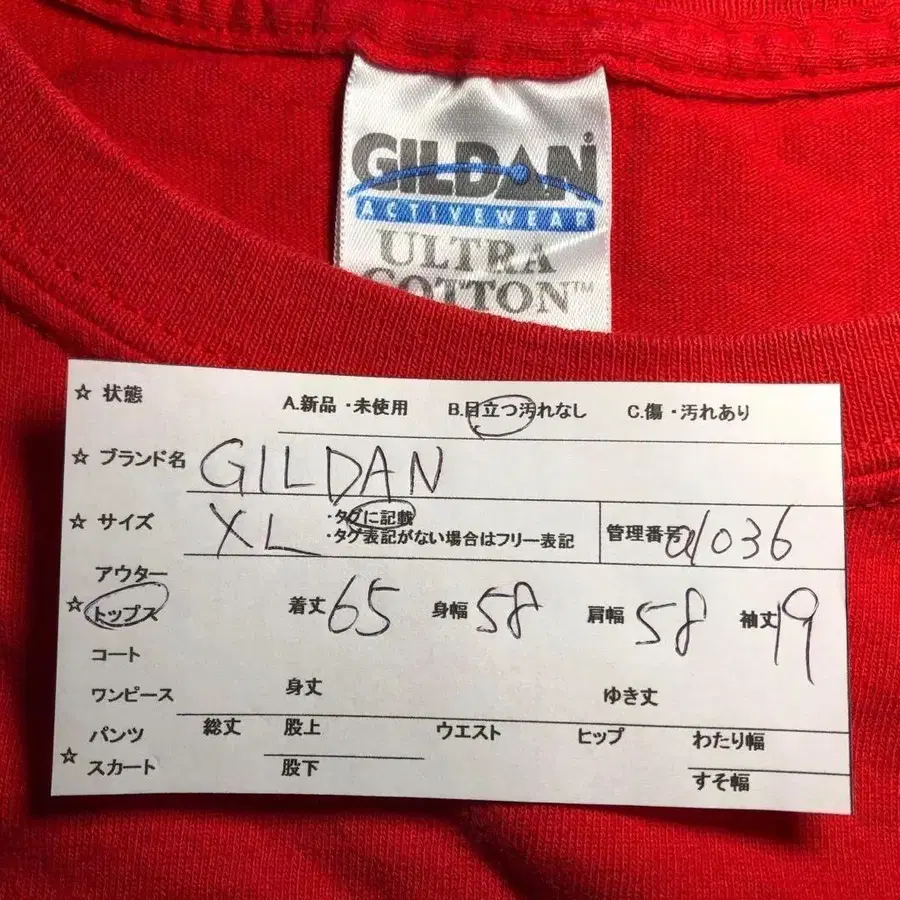 GILDAN®
ACTIVEWEAR
ULTRA
COTTON™
☆ 状態 A.新品・未使用 B.目立つ汚れなし C.傷・汚れあり
☆ ブランド名 GILDAN
☆ サイズ XL ・タグに記載
・タグ表記がない場合はフリー表記 管理番号 a1036
アウター
☆ トップス 着丈 65 身幅 58 肩幅 58 袖丈 19
コート
ワンピース 身丈 ゆき丈
パンツ 総丈 股上 ウエスト ヒップ わたり幅
☆ スカート 股下 すそ幅